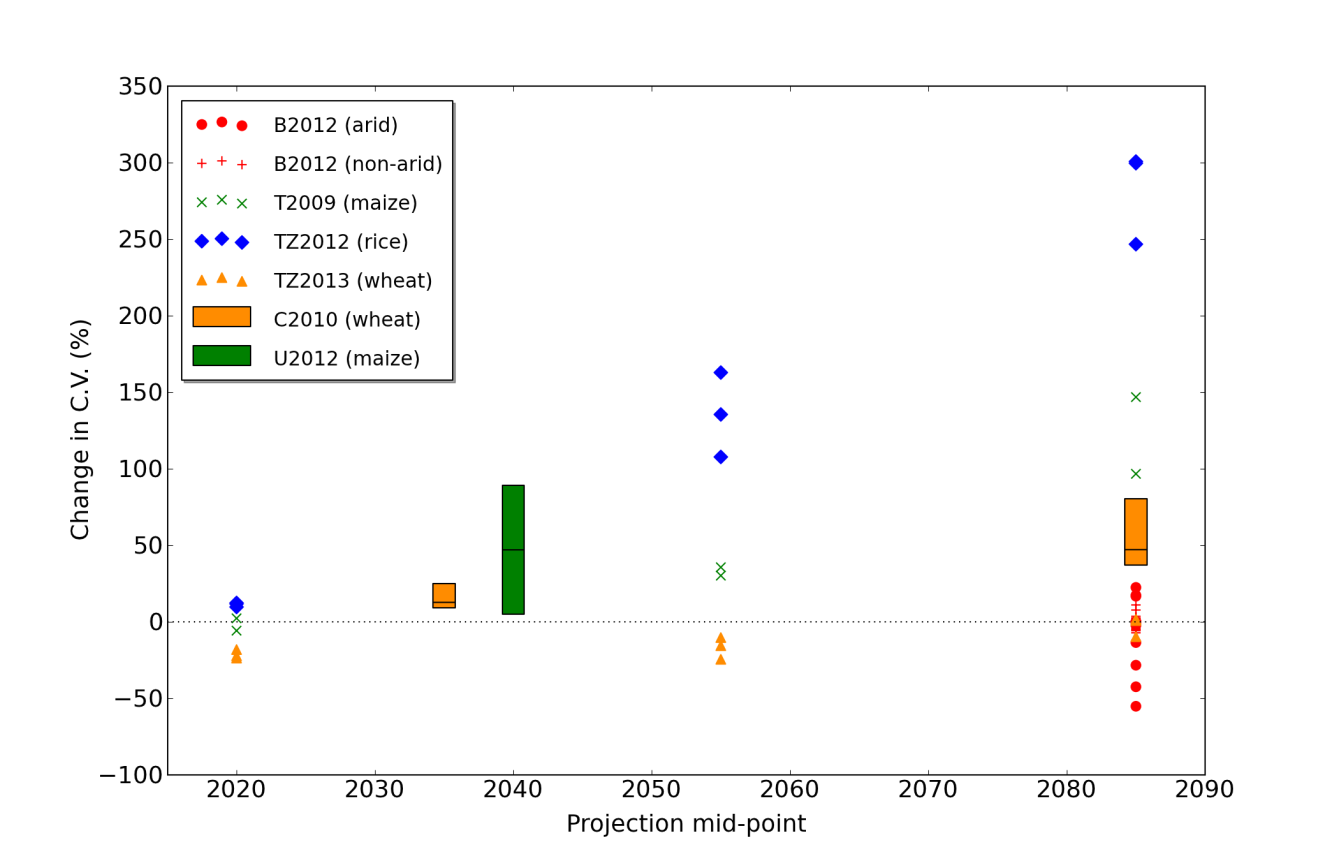 350
300
250
200
150
100
50
0
−50
−100
Change in C.V. (%)
B2012 (arid)
B2012 (non-arid)
T2009 (maize)
TZ2012 (rice)
TZ2013 (wheat)
C2010 (wheat)
U2012 (maize)
2020 2030 2040 2050 2060 2070 2080 2090
Projection mid-point